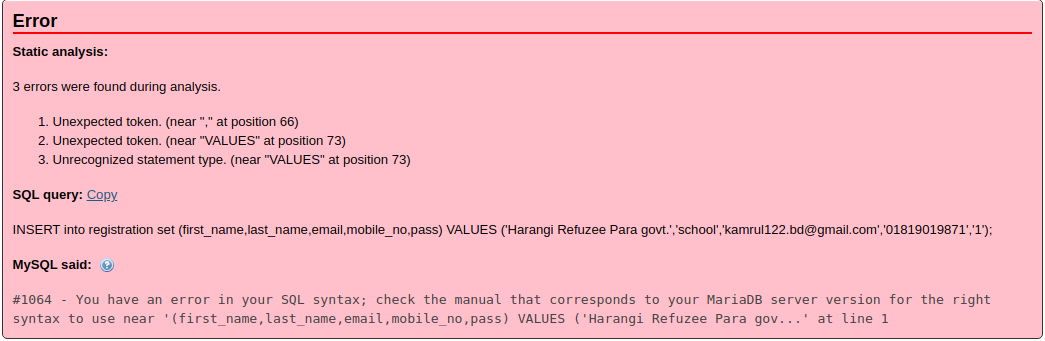 Error
Static analysis:
3 errors were found during analysis.
1. Unexpected token. (near "," at position 66)
2. Unexpected token. (near "VALUES" at position 73)
3. Unrecognized statement type. (near "VALUES" at position 73)
SQL query: Copy
INSERT into registration set (first_name,last_name,email,mobile_no,pass) VALUES ('Harangi Refuzee Para govt.','school','kamrul122.bd@gmail.com','01819019871','1');
MySQL said:
#1064 - You have an error in your SQL syntax; check the manual that corresponds to your MariaDB server version for the right
syntax to use near '(first_name,last_name,email,mobile_no,pass) VALUES ('Harangi Refuzee Para gov...' at line 1